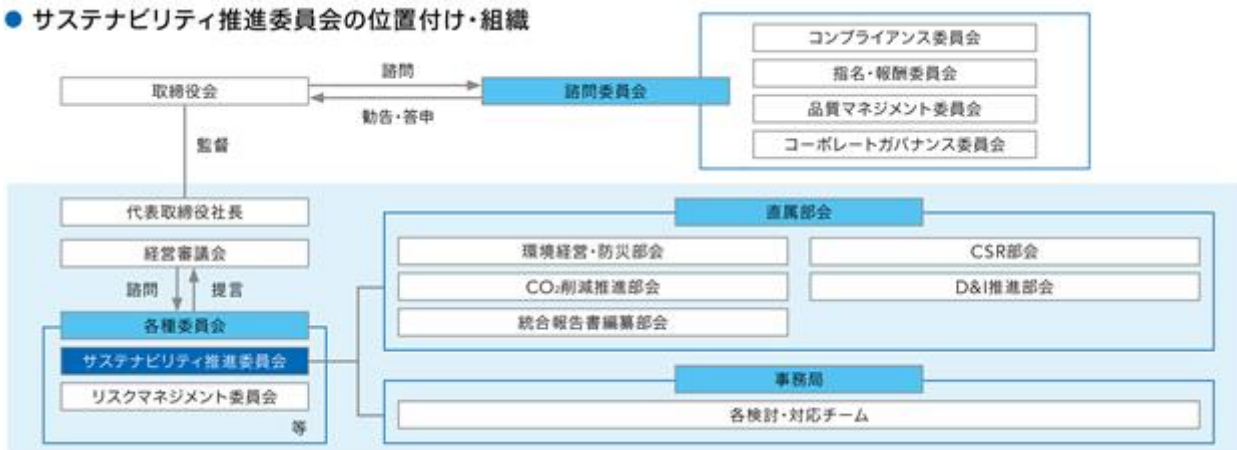 ● サステナビリティ推進委員会の位置付け・組織
取締役会
諮問
勧告・答申
諮問委員会
コンプライアンス委員会
指名・報酬委員会
品質マネジメント委員会
コーポレートガバナンス委員会
監督
代表取締役社長
経営審議会
諮問
提言
各種委員会
サステナビリティ推進委員会
リスクマネジメント委員会
等
直属部会
環境経営・防災部会
CSR部会
CO₂削減推進部会
D&I推進部会
統合報告書編纂部会
事務局
各検討・対応チーム